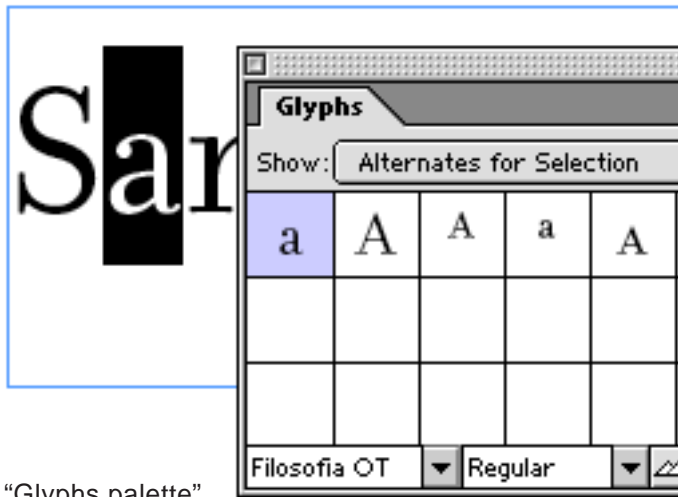 Sar
Glyphs
Show: Alternates for Selection
a A A a A
Filosofia OT Regular
“Glyphs palette”